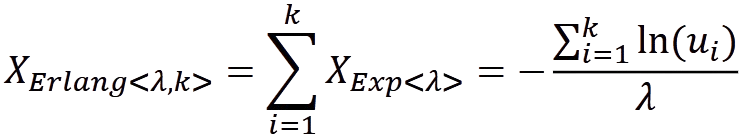 X_{Erlang<λ,k>} = \sum_{i=1}^{k} X_{Exp<λ>} = -\frac{\sum_{i=1}^{k} \ln(u_i)}{λ}